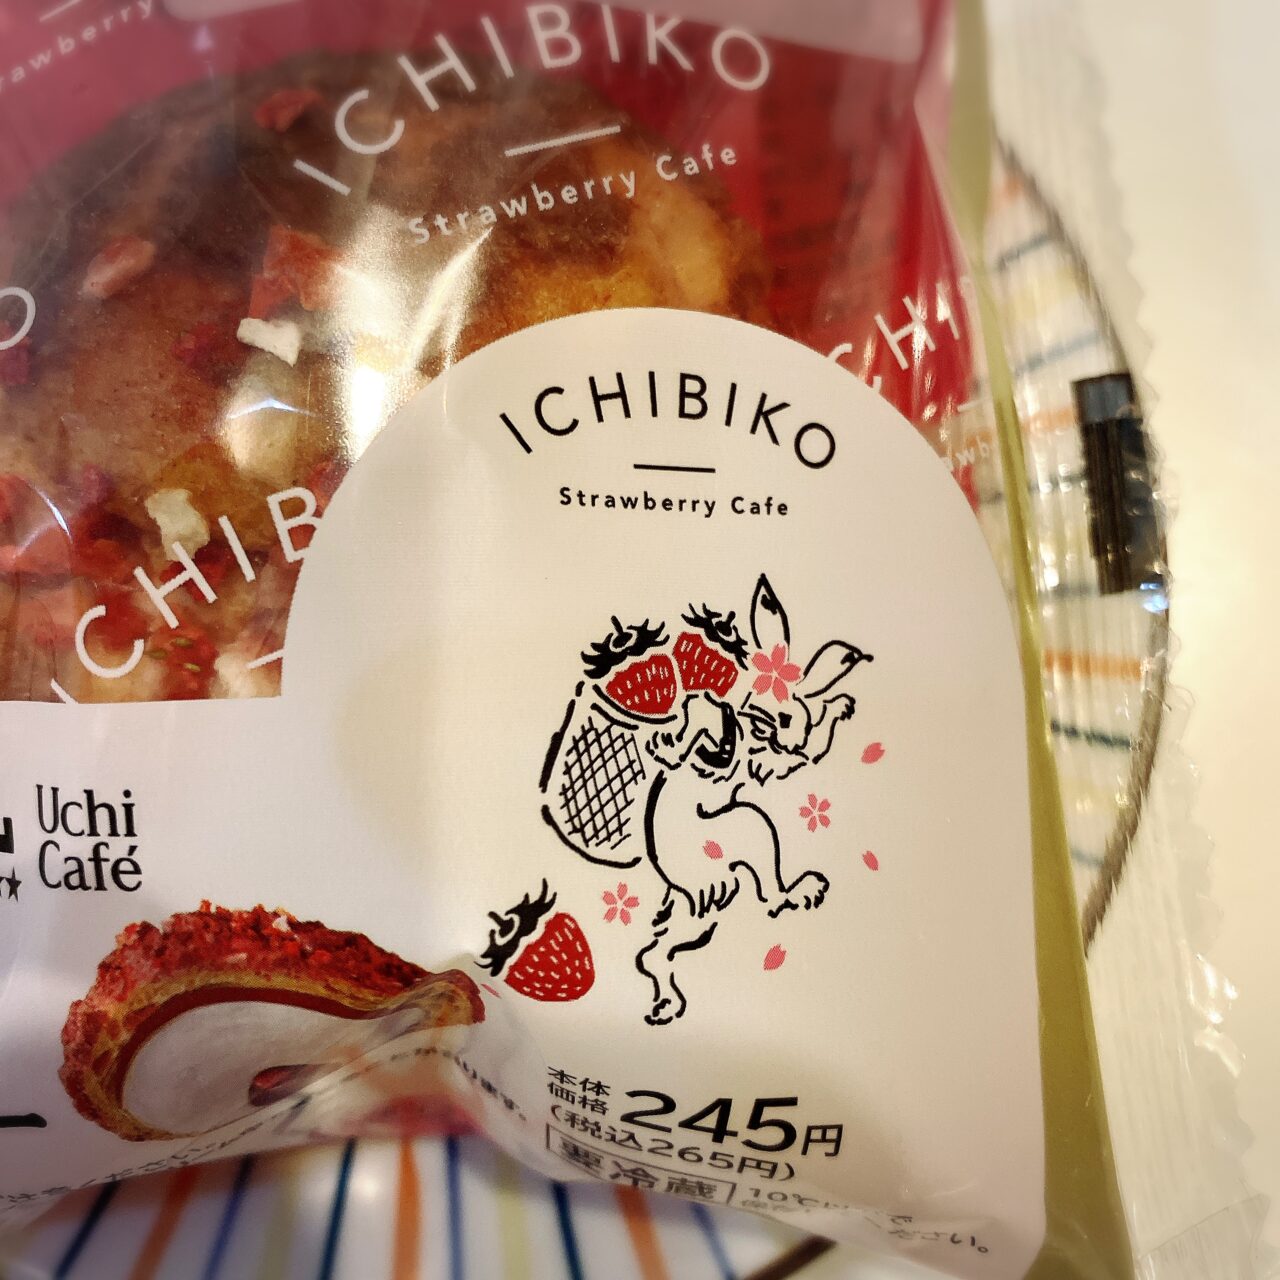 ICHIBIKO
Strawberry Cafe
ICHIBIKO
Strawberry Cafe
Uchi
Café
本体
価格 245円
(税込265円)
要冷蔵 10℃